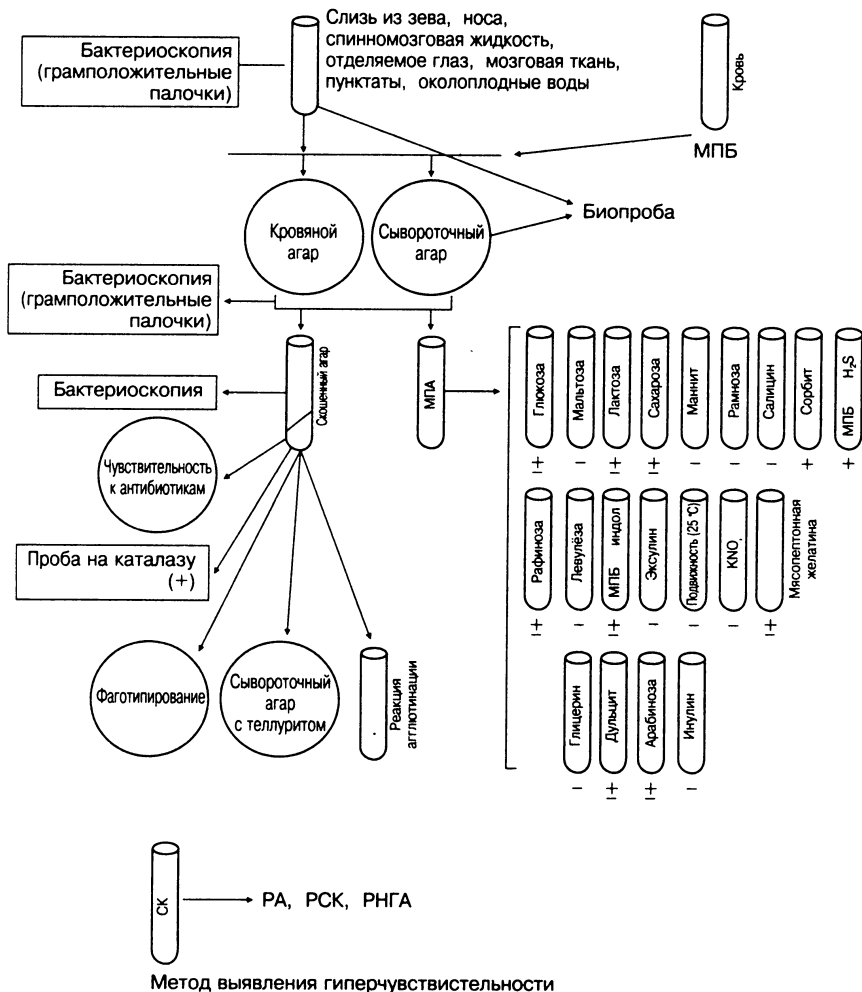 Слизь из зева, носа,
спинномозговая жидкость,
отделяемое глаз, мозговая ткань,
пунктаты, околоплодные воды
Бактериоскопия
(грамположительные
палочки)
Кровь
МПБ
Кровяной
агар
Сывороточный
агар
Биопроба
Бактериоскопия
(грамположительные
палочки)
Скошенный агар
МПА
Бактериоскопия
Чувствительность
к антибиотикам
Проба на каталазу
(+)
Фаготипирование
Сывороточный
агар
с теллуритом
Реакция
агглютинации
Глюкоза
Мальтоза
Лактоза
Сахароза
Маннит
Рамноза
Салицин
Сорбит
МПБ H₂S
± – ± ± – – – + +
Рафиноза
Левулёза
МПБ индол
Эксулин
Подвижность (25 °C)
KNO,
Мясопептонная
желатина
± – ± – – – ±
Глицерин
Дульцит
Арабиноза
Инулин
– ± ± –
СК
РА, РСК, РНГА
Метод выявления гиперчувствистельности